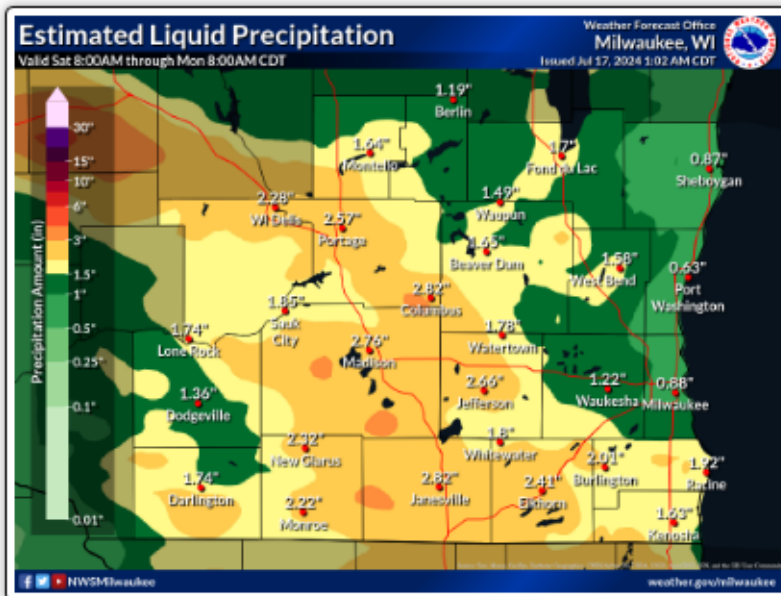 Estimated Liquid Precipitation
Valid Sat 8:00AM through Mon 8:00AM CDT
Weather Forecast Office
Milwaukee, WI
Issued Jul 17, 2024 1:02 AM CDT
Precipitation Amount (in)
30"
15"
10"
6"
3"
1.5"
1"
0.5"
0.25"
0.1"
0.01"
1.19"
Berlin
1.64"
Montello
1.7"
Fond du Lac
0.87"
Sheboygan
2.28"
WI Dells
1.49"
Waupun
2.57"
Portage
1.65"
Beaver Dam
1.58"
West Bend
0.63"
Port
Washington
2.82"
Columbus
1.85"
Sauk
City
1.74"
Lone Rock
2.76"
Madison
1.78"
Watertown
1.36"
Dodgeville
2.66"
Jefferson
1.22"
Waukesha
0.88"
Milwaukee
2.32"
New Glarus
1.8"
Whitewater
2.01"
Burlington
1.92"
Racine
1.74"
Darlington
2.22"
Monroe
2.82"
Janesville
2.41"
Elkhorn
1.63"
Kenosha
NWSMilwaukee
weather.gov/milwaukee